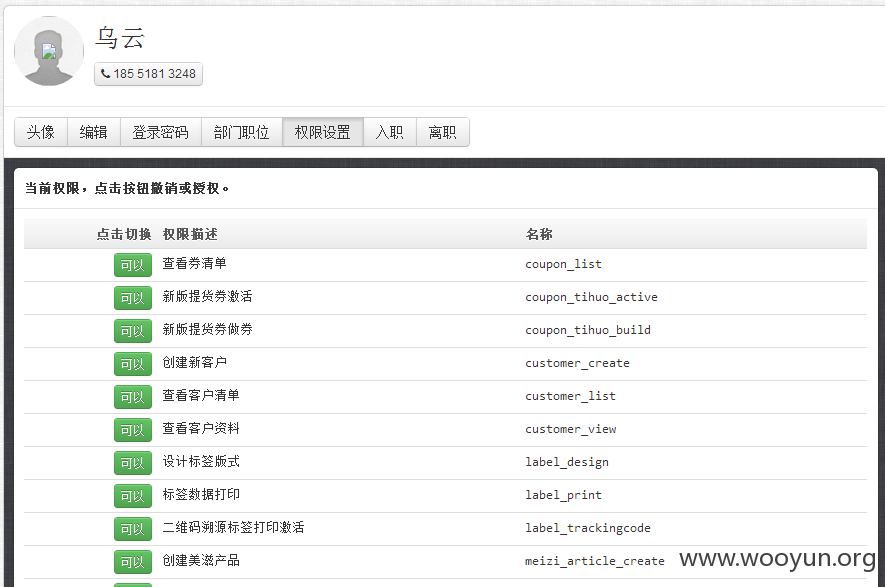 乌云
185 5181 3248
头像 编辑 登录密码 部门职位 权限设置 入职 离职
当前权限，点击按钮撤销或授权。
点击切换 权限描述 名称
可以 查看券清单 coupon_list
可以 新版提货券激活 coupon_tihuo_active
可以 新版提货券做券 coupon_tihuo_build
可以 创建新客户 customer_create
可以 查看客户清单 customer_list
可以 查看客户资料 customer_view
可以 设计标签版式 label_design
可以 标签数据打印 label_print
可以 二维码溯源标签打印激活 label_trackingcode
可以 创建美滋产品 meizi_article_create
www.wooyun.org